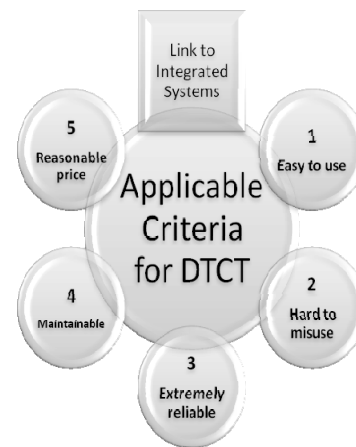 Link to
Integrated
Systems
5
Reasonable
price
1
Easy to use
Applicable
Criteria
for DTCT
4
Maintainable
2
Hard to
misuse
3
Extremely
reliable